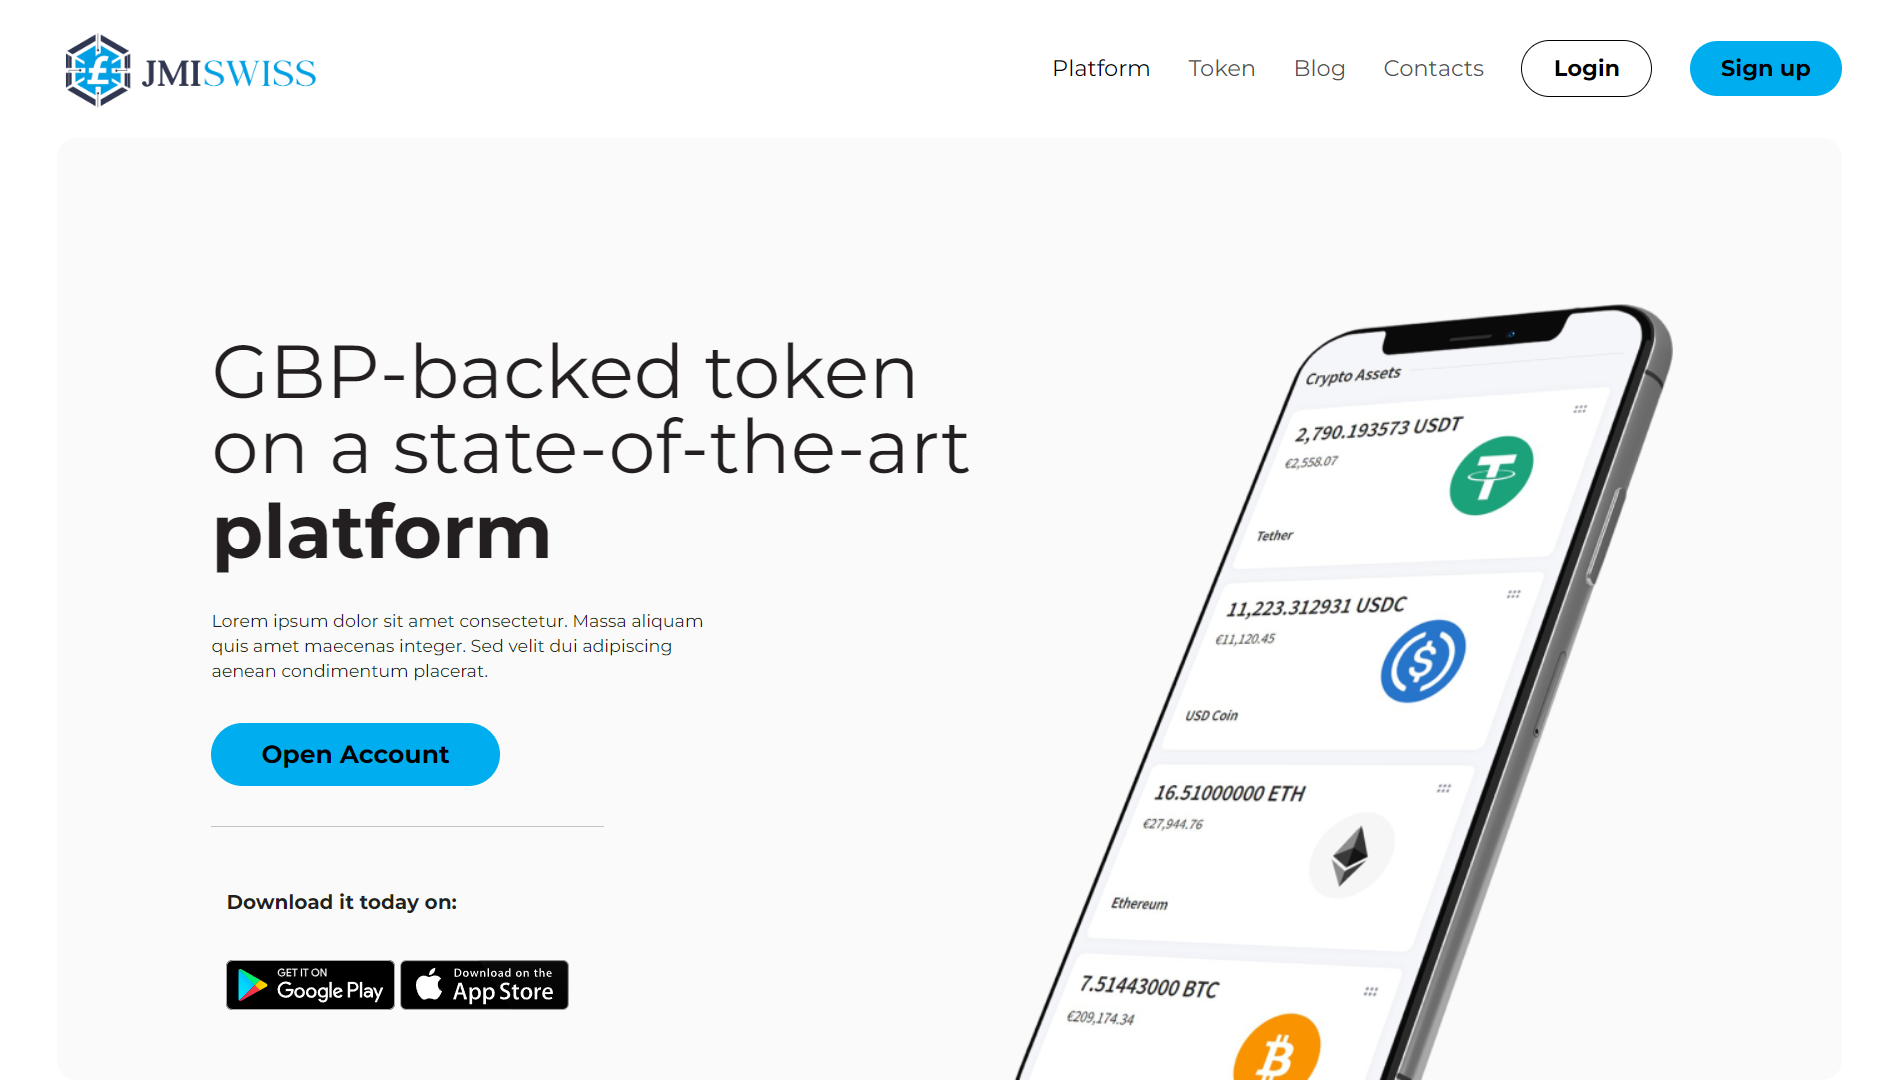 JMISWISS
Platform
Token
Blog
Contacts
Login
Sign up
GBP-backed token
on a state-of-the-art
platform
Lorem ipsum dolor sit amet consectetur. Massa aliquam
quis amet maecenas integer. Sed velit dui adipiscing
aenean condimentum placerat.
Open Account
Download it today on:
GET IT ON
Google Play
Download on the
App Store
Crypto Assets
2,790.193573 USDT
€2,558.07
Tether
11,223.312931 USDC
€11,120.45
USD Coin
16.51000000 ETH
€27,944.76
Ethereum
7.51443000 BTC
€209,174.34